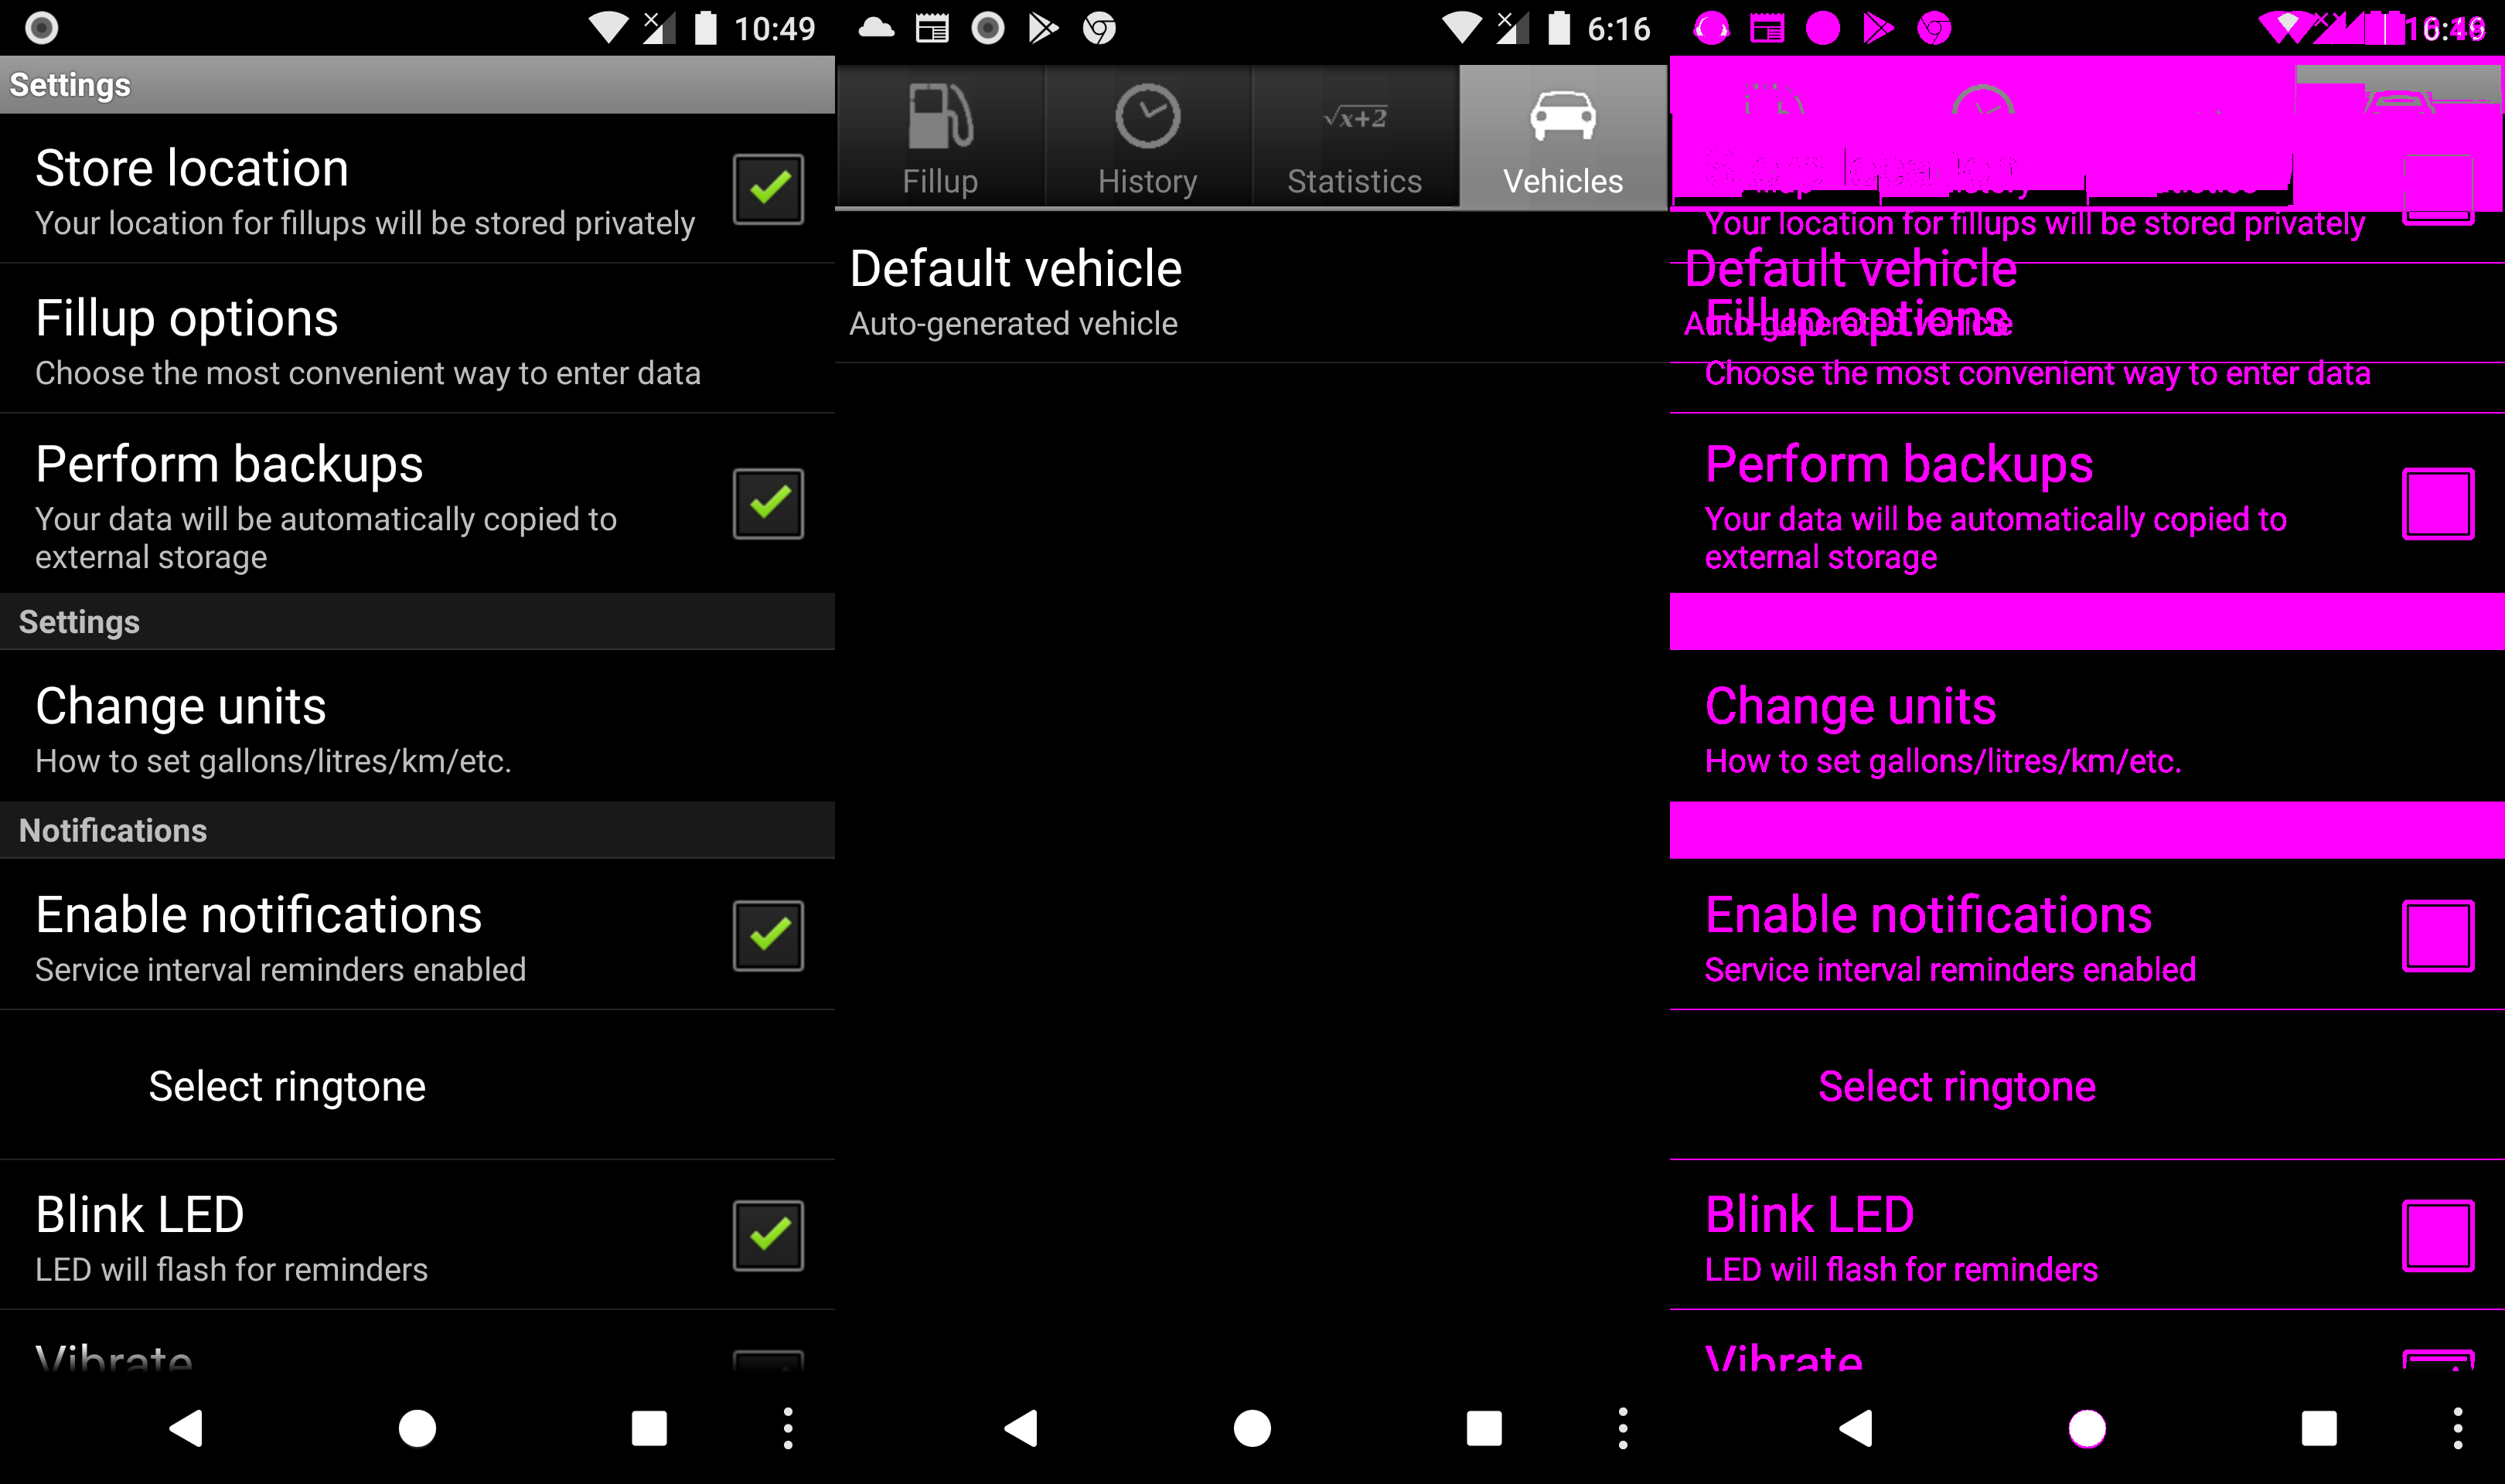 10:49
Settings
Store location
Your location for fillups will be stored privately
Fillup options
Choose the most convenient way to enter data
Perform backups
Your data will be automatically copied to
external storage
Settings
Change units
How to set gallons/litres/km/etc.
Notifications
Enable notifications
Service interval reminders enabled
Select ringtone
Blink LED
LED will flash for reminders
Vibrate
6:16
Fillup
History
√x+2
Statistics
Vehicles
Default vehicle
Auto-generated vehicle
Your location for fillups will be stored privately
Default vehicle
Fillup options
Auto-generated vehicle
Choose the most convenient way to enter data
Perform backups
Your data will be automatically copied to
external storage
Change units
How to set gallons/litres/km/etc.
Enable notifications
Service interval reminders enabled
Select ringtone
Blink LED
LED will flash for reminders
Vibrate